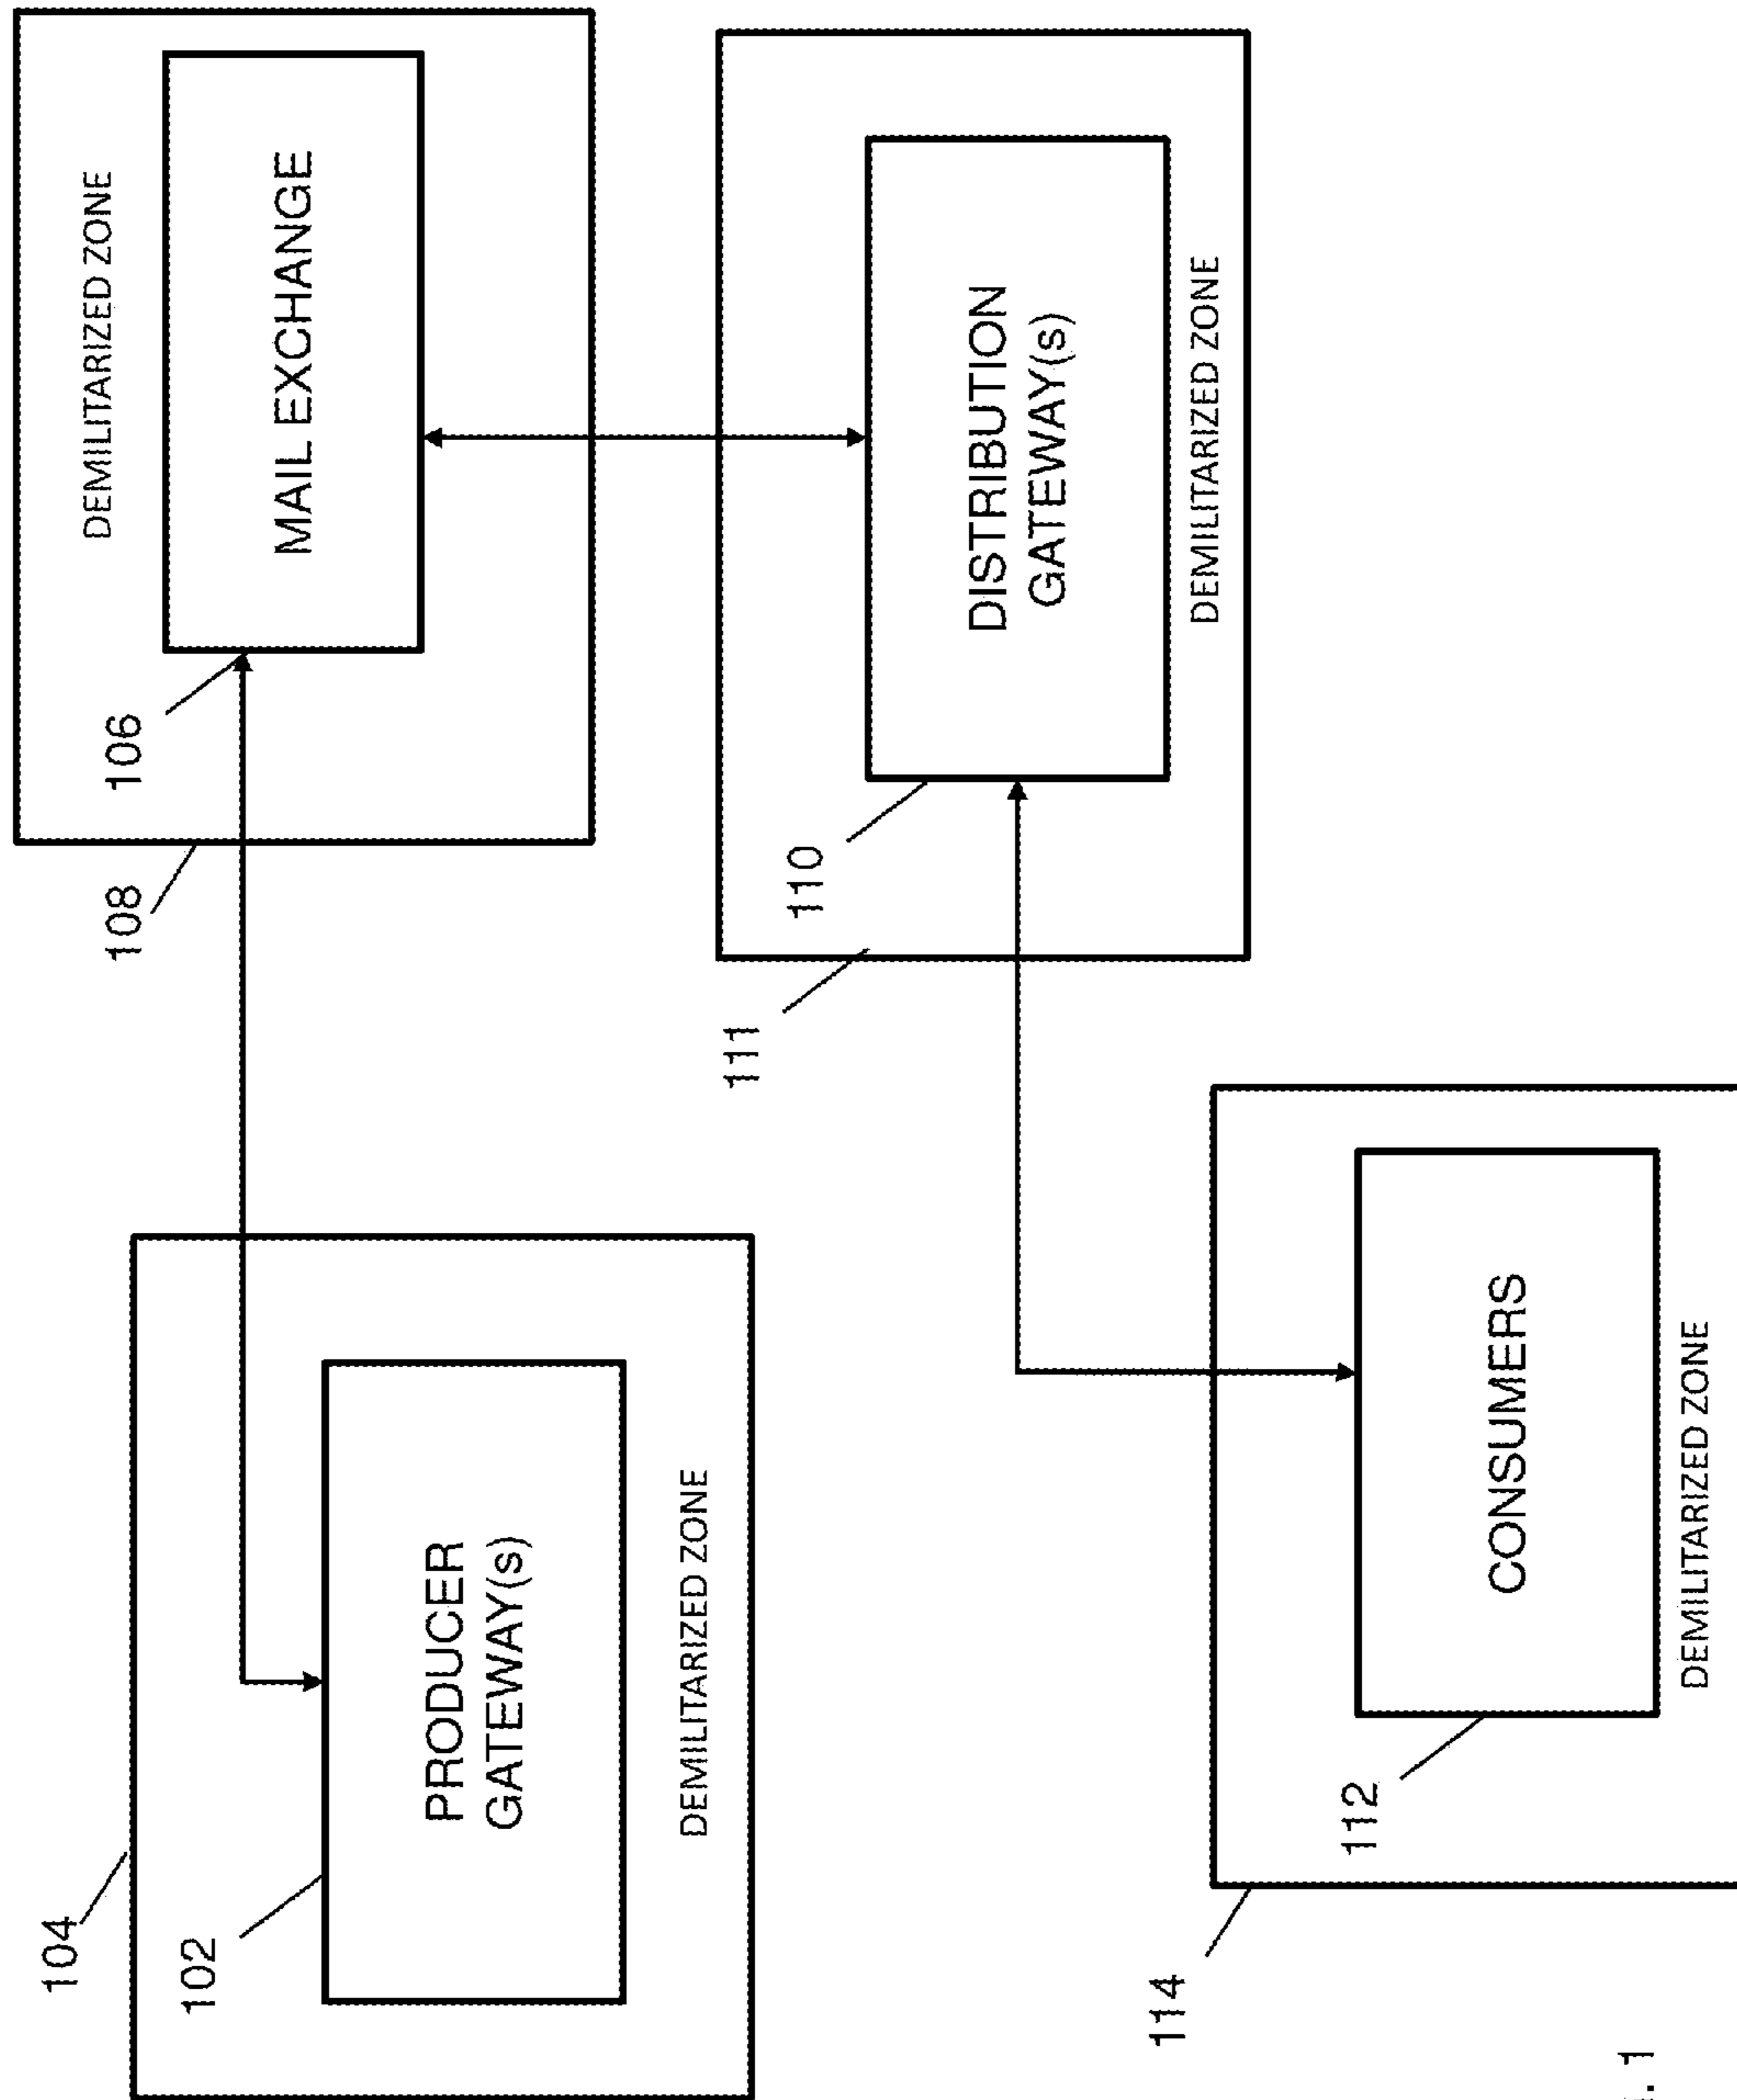 104
102
PRODUCER
GATEWAY(s)
DEMILITARIZED ZONE
108
106
DEMILITARIZED ZONE
MAIL EXCHANGE
111
110
DISTRIBUTION
GATEWAY(s)
DEMILITARIZED ZONE
114
112
CONSUMERS
DEMILITARIZED ZONE
. 1